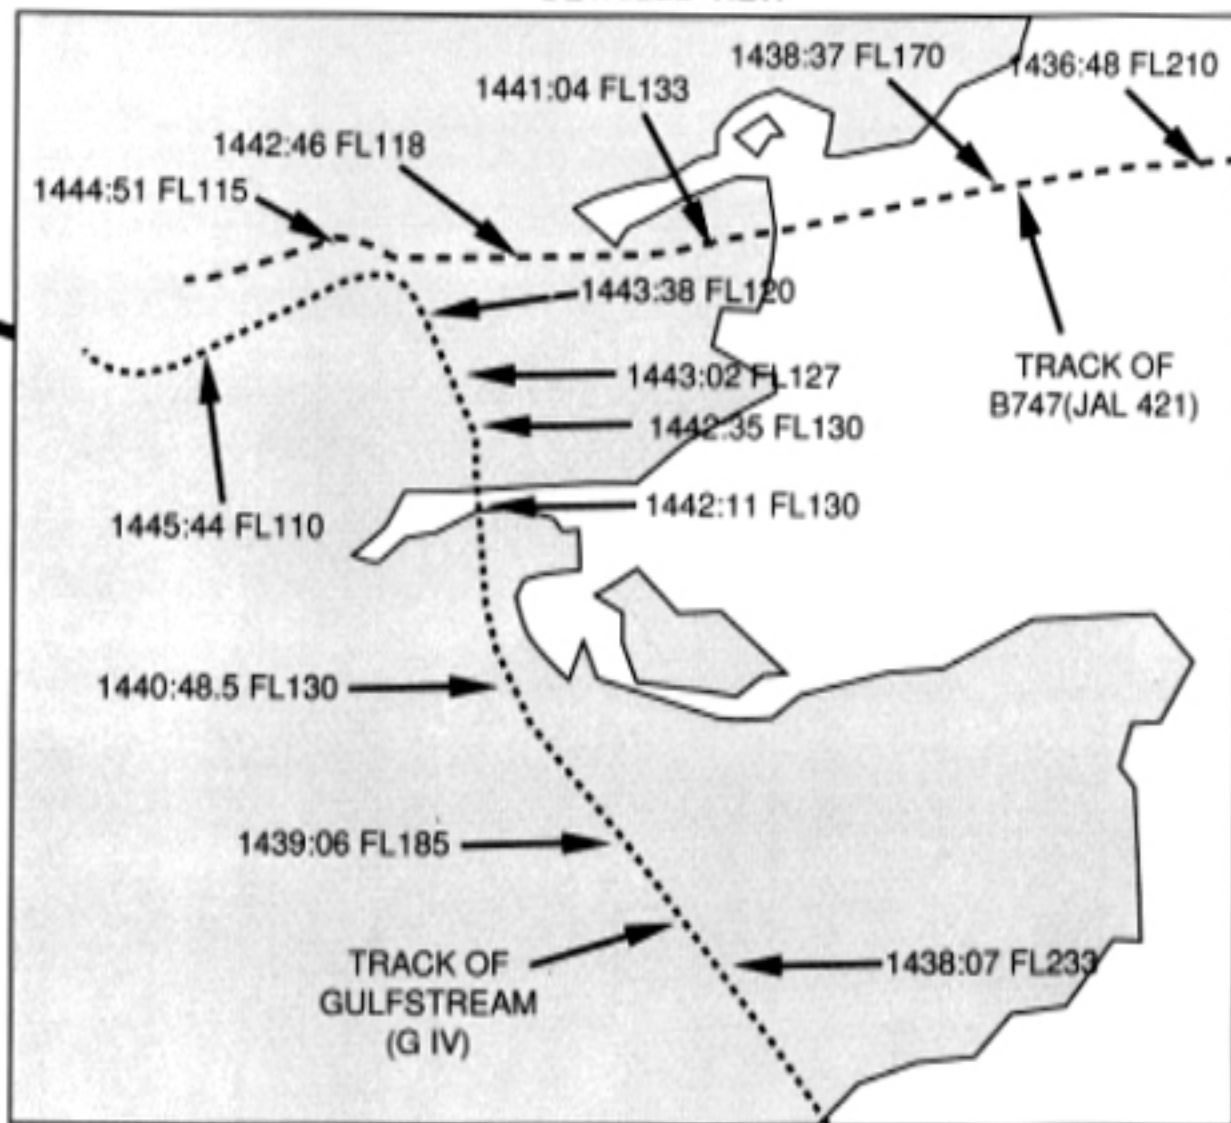 1438:37 FL170
1436:48 FL210
1441:04 FL133
1442:46 FL118
1444:51 FL115
1443:38 FL120
1443:02 FL127
TRACK OF
B747(JAL 421)
1442:35 FL130
1442:11 FL130
1445:44 FL110
1440:48.5 FL130
1439:06 FL185
TRACK OF
GULFSTREAM
(G IV)
1438:07 FL233